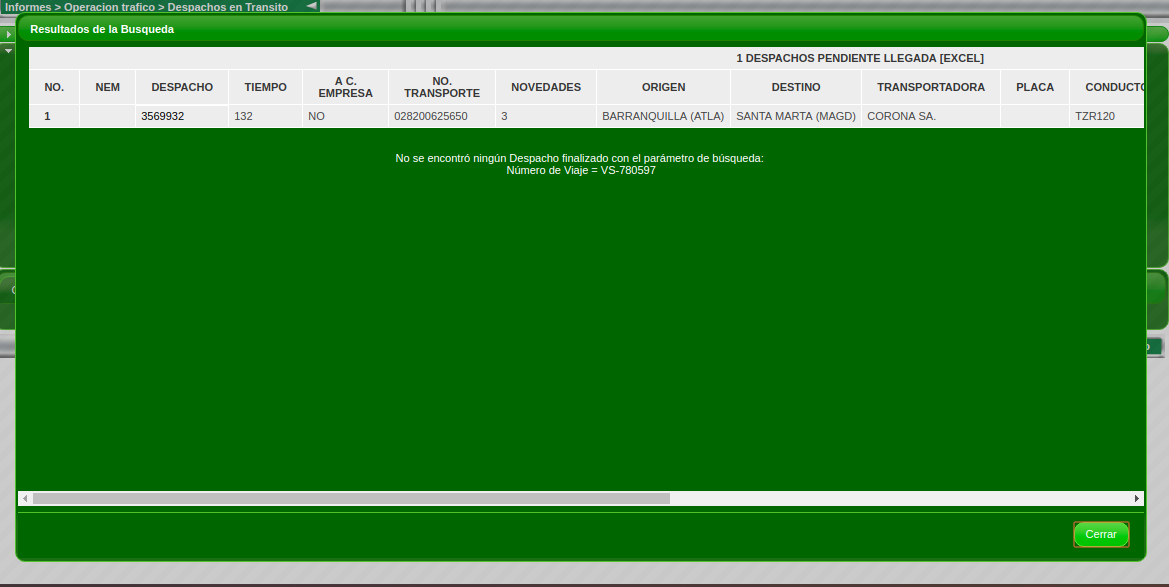 Informes > Operacion trafico > Despachos en Transito
Resultados de la Busqueda
1 DESPACHOS PENDIENTE LLEGADA [EXCEL]
NO. NEM DESPACHO TIEMPO A C. EMPRESA NO. TRANSPORTE NOVEDADES ORIGEN DESTINO TRANSPORTADORA PLACA CONDUCTO
1 3569932 132 NO 028200625650 3 BARRANQUILLA (ATLA) SANTA MARTA (MAGD) CORONA SA. TZR120
No se encontró ningún Despacho finalizado con el parámetro de búsqueda:
Número de Viaje = VS-780597
Cerrar